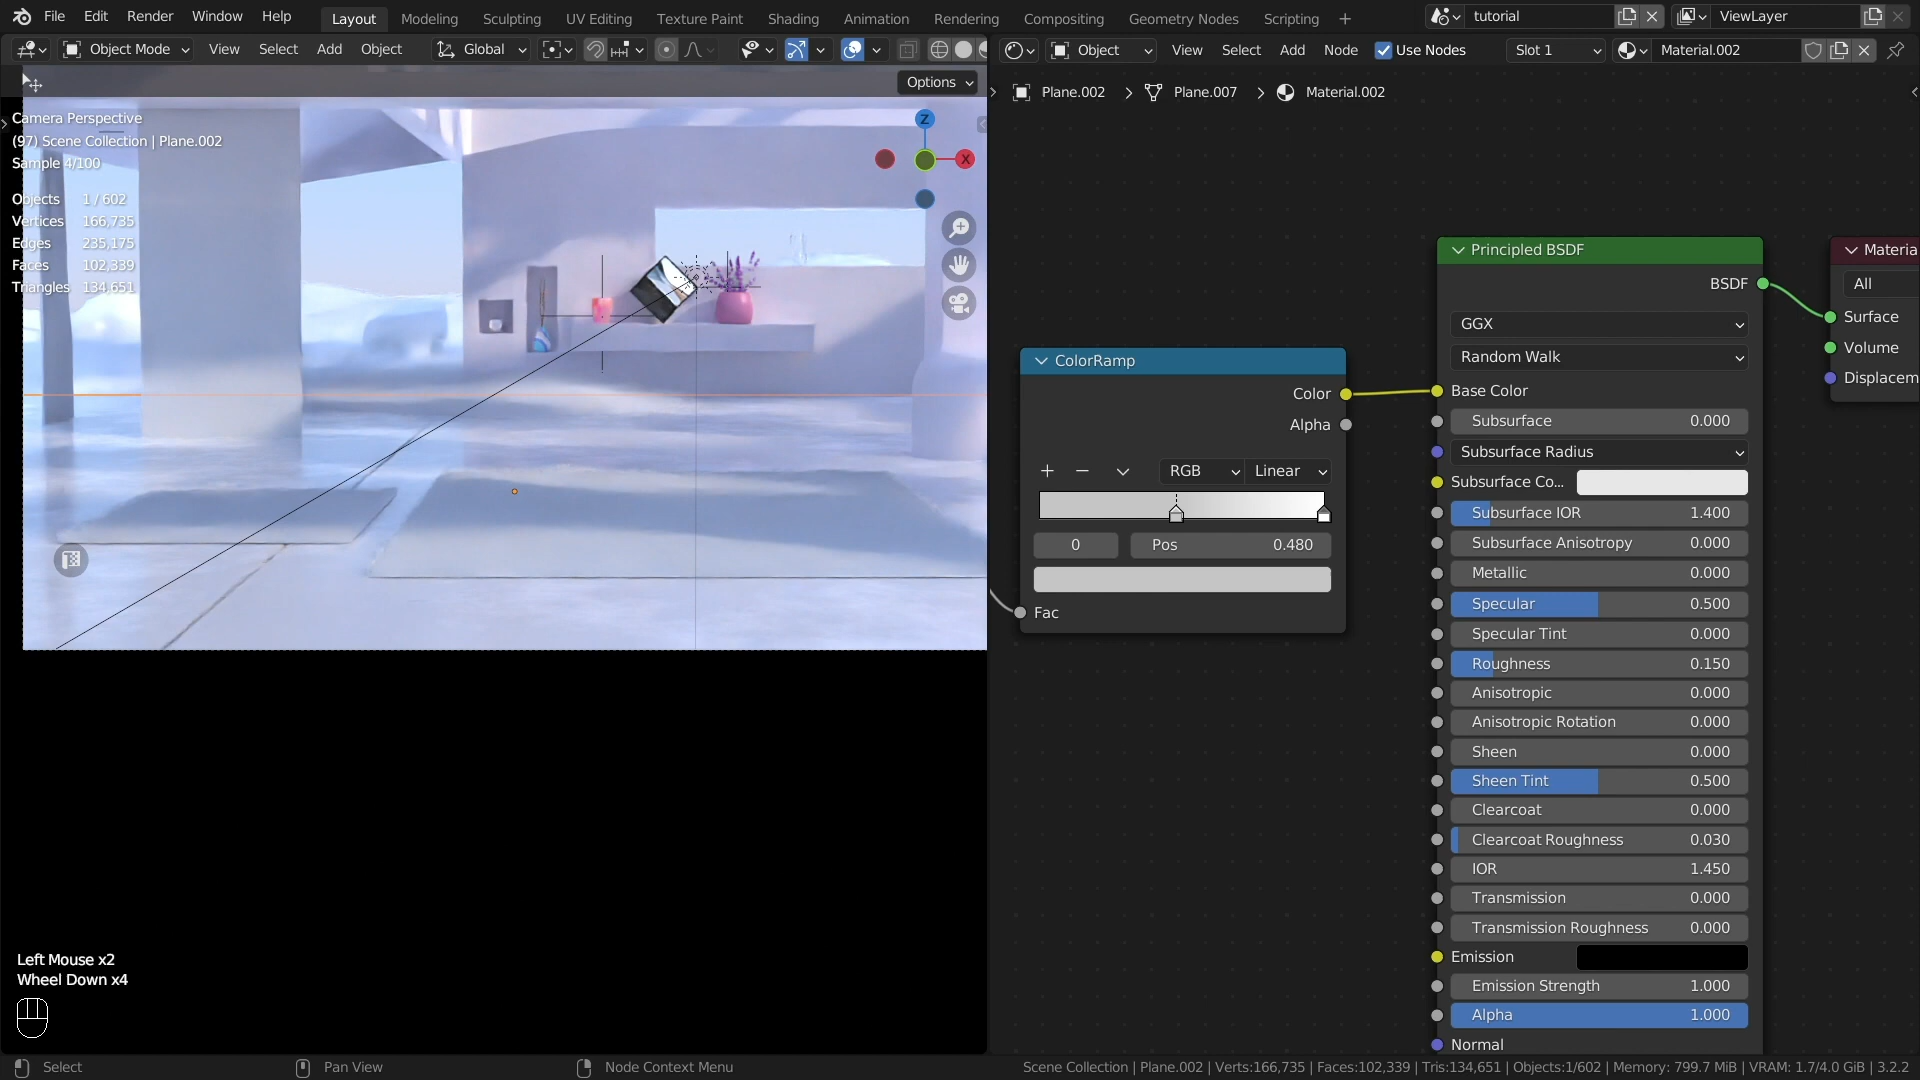 File Edit Render Window Help Layout Modeling Sculpting UV Editing Texture Paint Shading Animation Rendering Compositing Geometry Nodes Scripting + tutorial ViewLayer
Object Mode View Select Add Object Global Object View Select Add Node Use Nodes Slot 1 Material.002
Options
Plane.002 > Plane.007 > Material.002
Camera Perspective
(97) Scene Collection | Plane.002
Sample 4/100
Objects 1 / 602
Vertices 166,735
Edges 235,175
Faces 102,339
Triangles 134,651
Z
X
ColorRamp
Color
Alpha
RGB Linear
0 Pos 0.480
Fac
Principled BSDF
BSDF
GGX
Random Walk
Base Color
Subsurface 0.000
Subsurface Radius
Subsurface Co...
Subsurface IOR 1.400
Subsurface Anisotropy 0.000
Metallic 0.000
Specular 0.500
Specular Tint 0.000
Roughness 0.150
Anisotropic 0.000
Anisotropic Rotation 0.000
Sheen 0.000
Sheen Tint 0.500
Clearcoat 0.000
Clearcoat Roughness 0.030
IOR 1.450
Transmission 0.000
Transmission Roughness 0.000
Emission
Emission Strength 1.000
Alpha 1.000
Normal
Materia
All
Surface
Volume
Displacem
Left Mouse x2
Wheel Down x4
Select Pan View Node Context Menu Scene Collection | Plane.002 | Verts:166,735 | Faces:102,339 | Tris:134,651 | Objects:1/602 | Memory: 799.7 MiB | VRAM: 1.7/4.0 GiB | 3.2.2